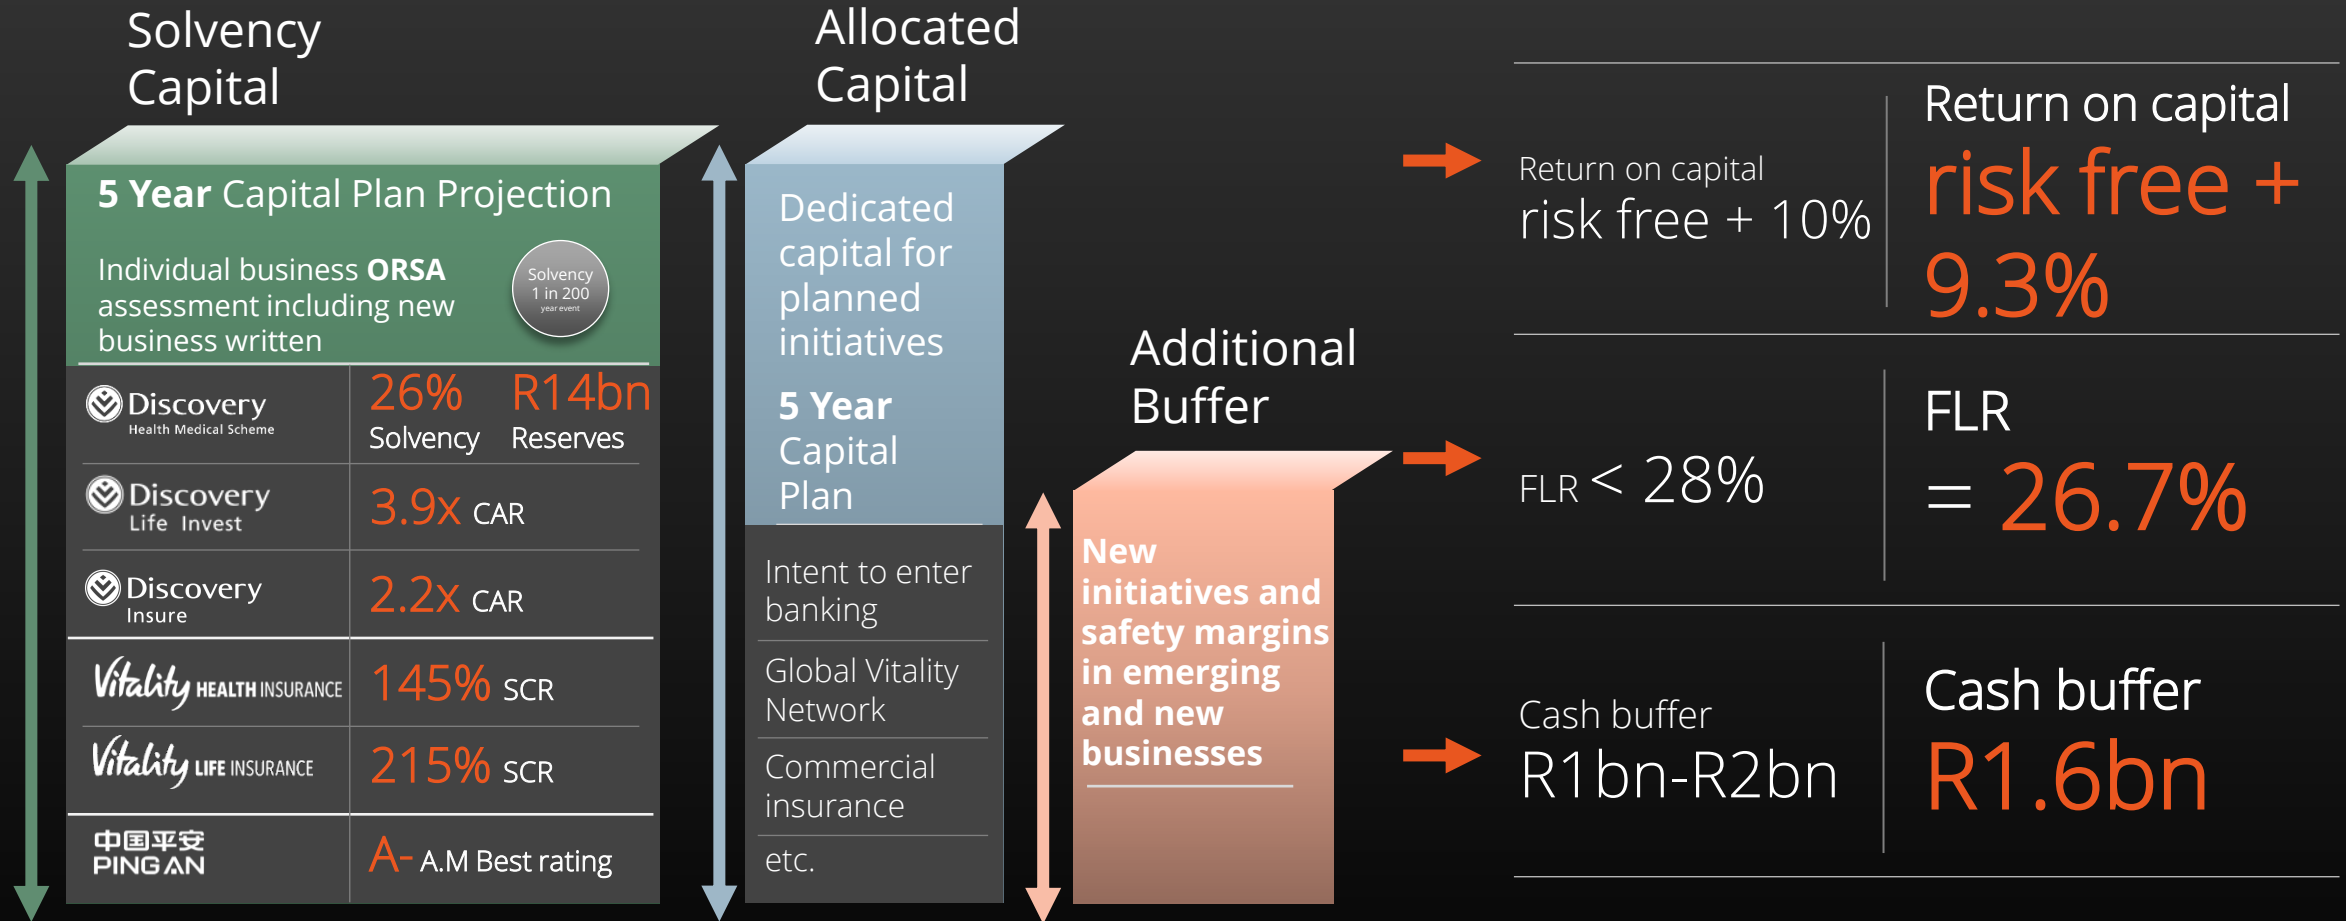 Solvency
Capital
5 Year Capital Plan Projection
Individual business ORSA
assessment including new
business written
Solvency
1 in 200
year event
Discovery
Health Medical Scheme
26%
Solvency
R14bn
Reserves
Discovery
Life Invest
3.9x CAR
Discovery
Insure
2.2x CAR
Vitality HEALTH INSURANCE
145% SCR
Vitality LIFE INSURANCE
215% SCR
中国平安
PING AN
A- A.M Best rating
Allocated
Capital
Dedicated
capital for
planned
initiatives
5 Year
Capital
Plan
Intent to enter
banking
Global Vitality
Network
Commercial
insurance
etc.
Additional
Buffer
New
initiatives and
safety margins
in emerging
and new
businesses
Return on capital
risk free + 10%
Return on capital
risk free +
9.3%
FLR < 28%
FLR
= 26.7%
Cash buffer
R1bn-R2bn
Cash buffer
R1.6bn